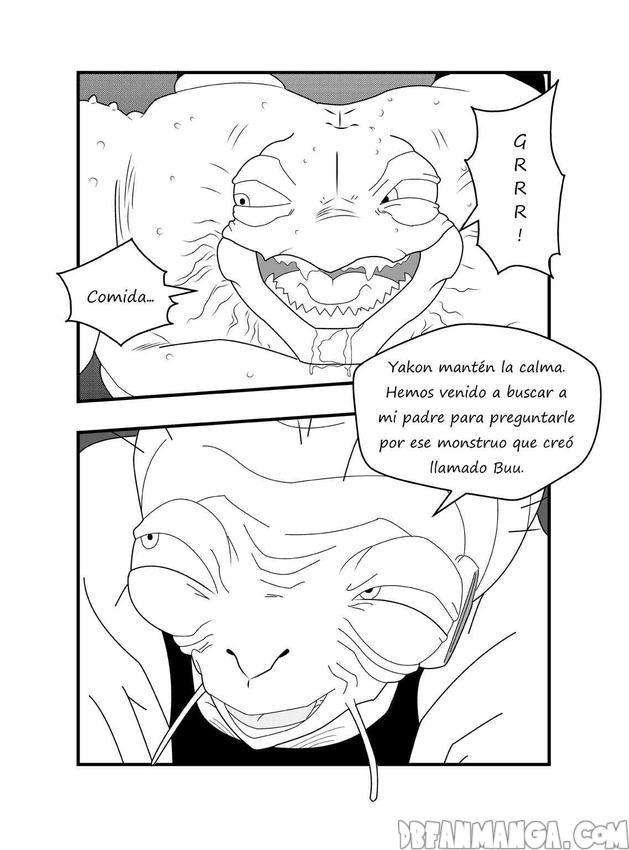 GRRR!
Comida...
Yakon mantén la calma.
Hemos venido a buscar a
mi padre para preguntarle
por ese monstruo que creó
llamado Buu.
DBFANMANGA.COM